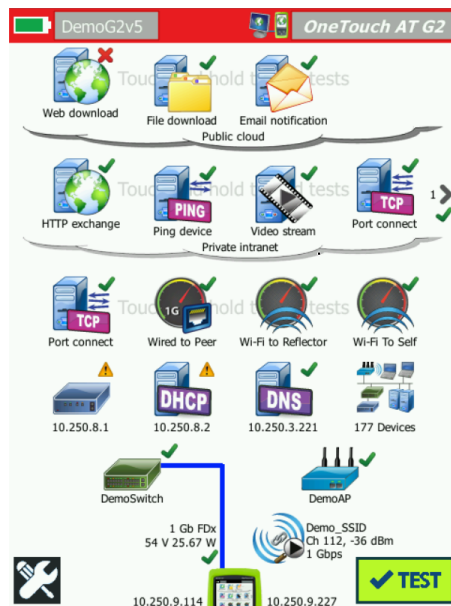 DemoG2v5
OneTouch AT G2
Web download
File download
Email notification
Public cloud
HTTP exchange
PING
Ping device
Video stream
TCP
Port connect
1
Private intranet
TCP
Port connect
1G
Wired to Peer
Wi-Fi to Reflector
Wi-Fi To Self
10.250.8.1
DHCP
10.250.8.2
DNS
10.250.3.221
177 Devices
DemoSwitch
DemoAP
1 Gb FDx
54 V 25.67 W
Demo_SSID
Ch 112, -36 dBm
1 Gbps
10.250.9.114
10.250.9.227
TEST